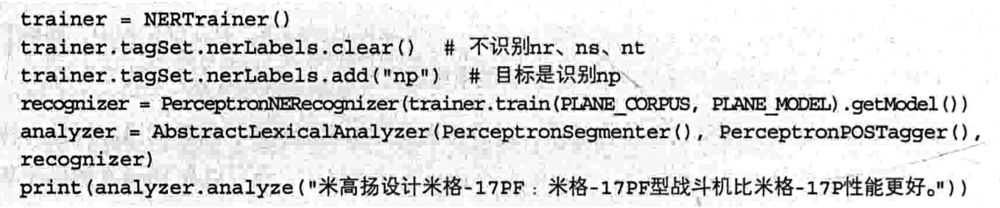 trainer = NERTrainer()
trainer.tagSet.nerLabels.clear()  # 不识别nr、ns、nt
trainer.tagSet.nerLabels.add("np")  # 目标是识别np
recognizer = PerceptronNERecognizer(trainer.train(PLANE_CORPUS, PLANE_MODEL).getModel())
analyzer = AbstractLexicalAnalyzer(PerceptronSegmenter(), PerceptronPOSTagger(),
recognizer)
print(analyzer.analyze("米高扬设计米格-17PF：米格-17PF型战斗机比米格-17P性能更好。"))